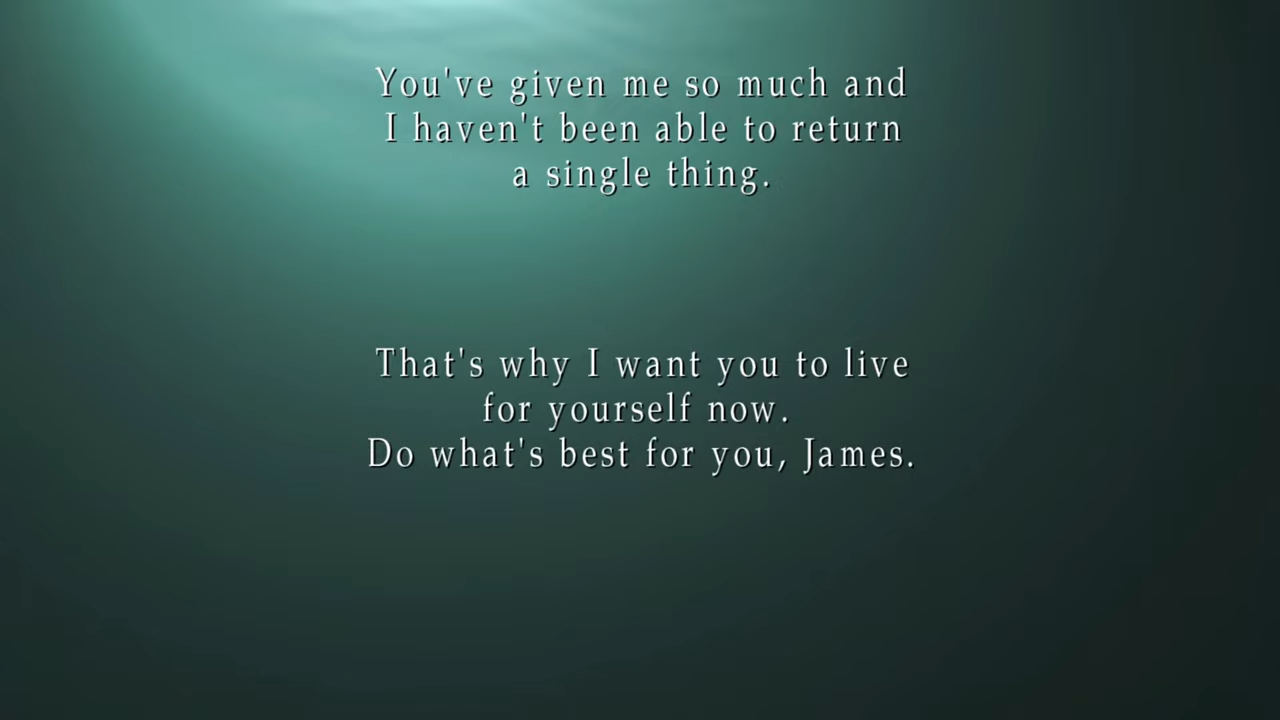 You've given me so much and
I haven't been able to return
a single thing.
That's why I want you to live
for yourself now.
Do what's best for you, James.